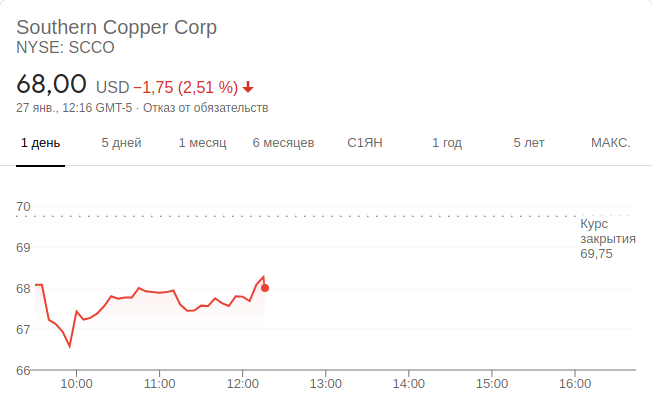 Southern Copper Corp
NYSE: SCCO
68,00 USD −1,75 (2,51 %)
27 янв., 12:16 GMT-5 · Отказ от обязательств
1 день 5 дней 1 месяц 6 месяцев С1ЯН 1 год 5 лет МАКС.
70
Курс
закрытия
69,75
69
68
67
66
10:00 11:00 12:00 13:00 14:00 15:00 16:00